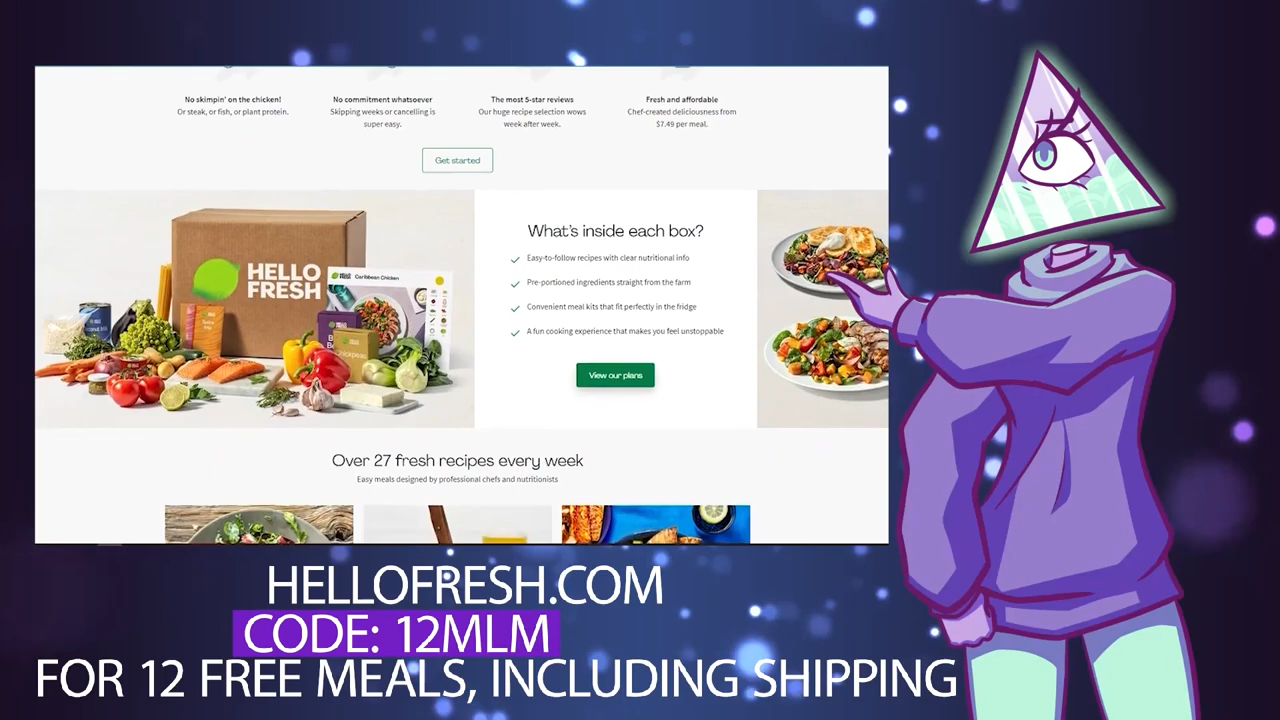 No skimpin' on the chicken!
Or steak, or fish, or plant protein.
No commitment whatsoever
Skipping weeks or cancelling is
super easy.
The most 5-star reviews
Our huge recipe selection wows
week after week.
Fresh and affordable
Chef-created deliciousness from
$7.49 per meal.
Get started
HELLO
FRESH
Caribbean Chicken
What's inside each box?
Easy-to-follow recipes with clear nutritional info
Pre-portioned ingredients straight from the farm
Convenient meal kits that fit perfectly in the fridge
A fun cooking experience that makes you feel unstoppable
View our plans
Over 27 fresh recipes every week
Easy meals designed by professional chefs and nutritionists
HELLOFRESH.COM
CODE: 12MLM
FOR 12 FREE MEALS, INCLUDING SHIPPING